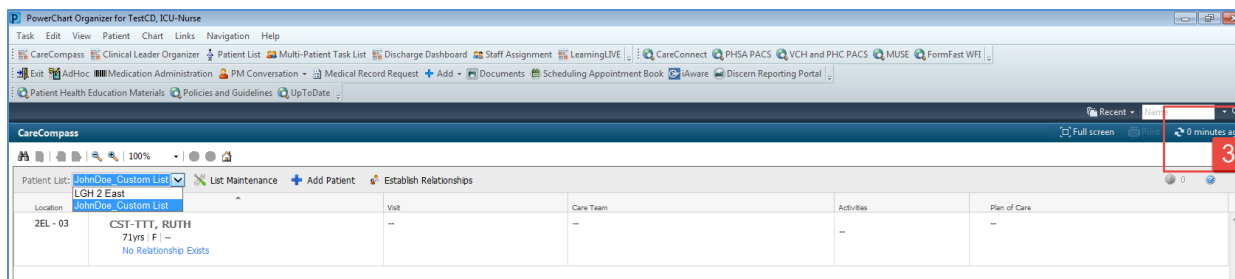 PowerChart Organizer for TestCD, ICU-Nurse
Task Edit View Patient Chart Links Navigation Help
CareCompass Clinical Leader Organizer Patient List Multi-Patient Task List Discharge Dashboard Staff Assignment LearningLIVE CareConnect PHSA PACS VCH and PHC PACS MUSE FormFast WFI
Exit AdHoc Medication Administration PM Conversation Medical Record Request Add Documents Scheduling Appointment Book iAware Discern Reporting Portal
Patient Health Education Materials Policies and Guidelines UpToDate
Recent Name
CareCompass Full screen Print 0 minutes ag
3
100%
Patient List: JohnDoe_Custom List List Maintenance Add Patient Establish Relationships 0
LGH 2 East
JohnDoe_Custom List
Location Visit Care Team Activities Plan of Care
2EL - 03 CST-TTT, RUTH -- -- -- --
71yrs | F | --
No Relationship Exists